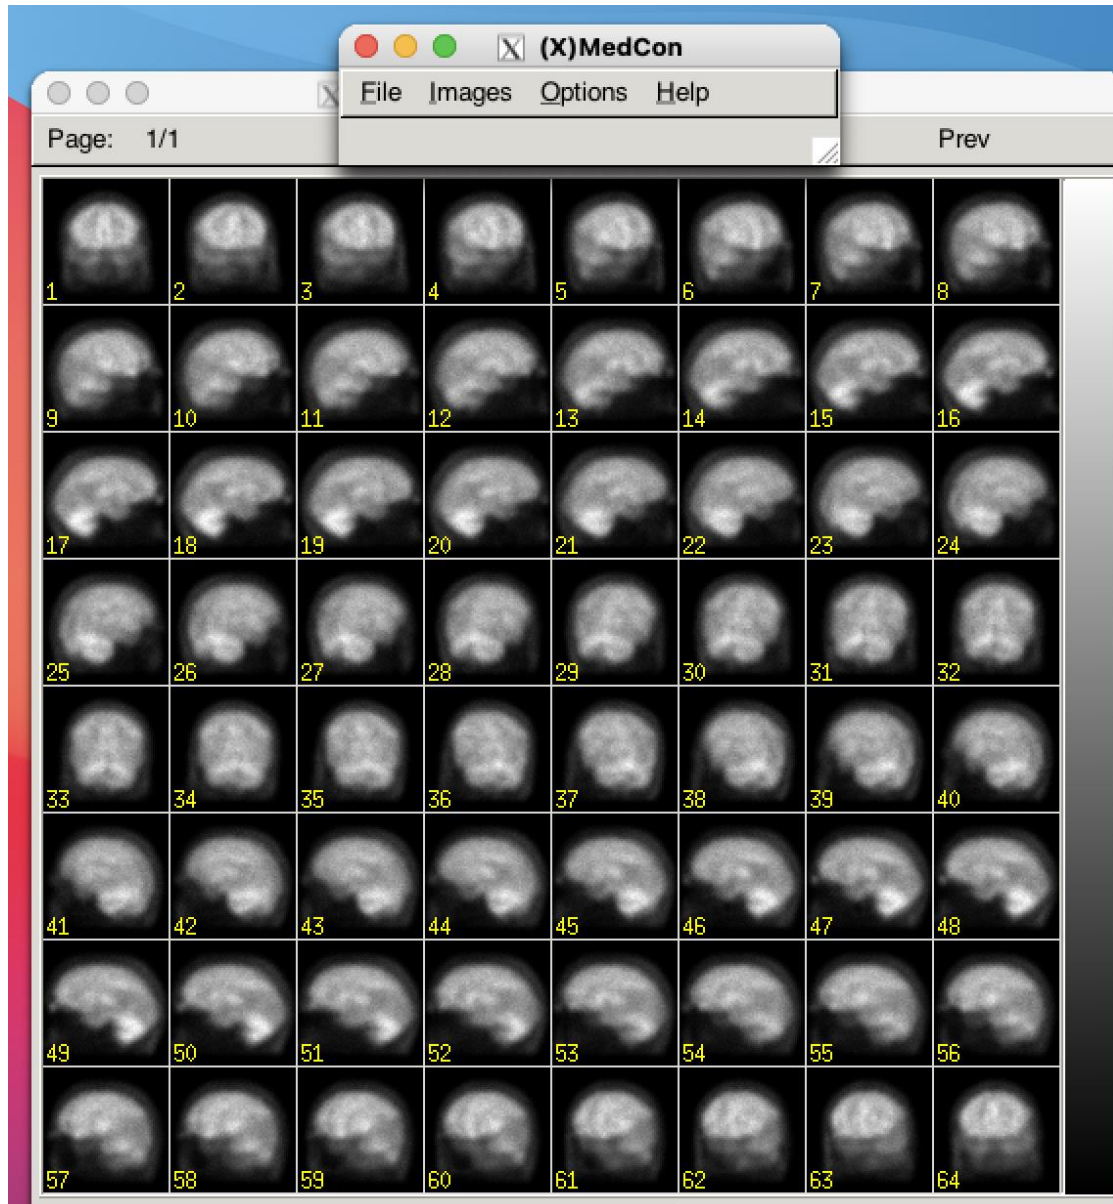 (X)MedCon
File Images Options Help
Page: 1/1 Prev
1 2 3 4 5 6 7 8
9 10 11 12 13 14 15 16
17 18 19 20 21 22 23 24
25 26 27 28 29 30 31 32
33 34 35 36 37 38 39 40
41 42 43 44 45 46 47 48
49 50 51 52 53 54 55 56
57 58 59 60 61 62 63 64